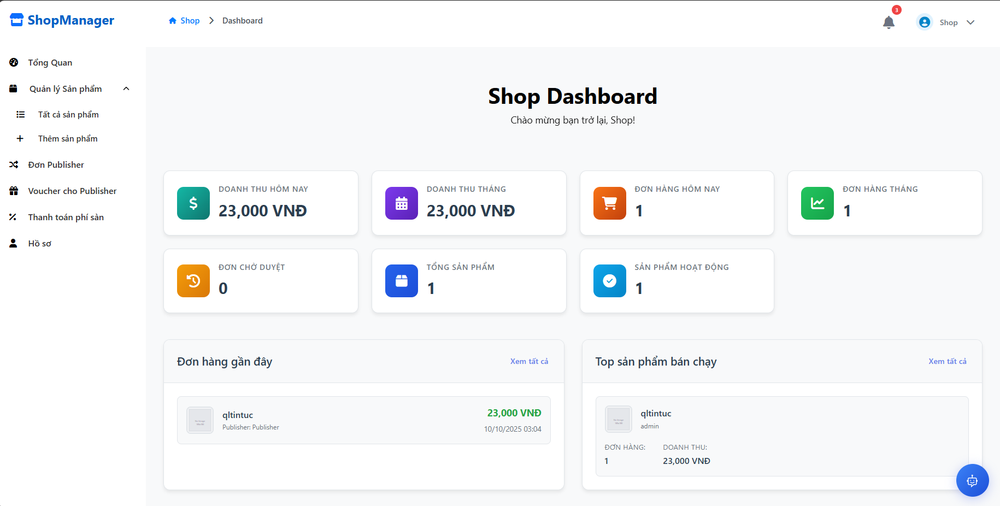 ShopManager
Shop Dashboard
3
Shop
Tổng Quan
Quản lý Sản phẩm
Tất cả sản phẩm
Thêm sản phẩm
Đơn Publisher
Voucher cho Publisher
Thanh toán phí sàn
Hồ sơ
Shop Dashboard
Chào mừng bạn trở lại, Shop!
DOANH THU HÔM NAY
23,000 VNĐ
DOANH THU THÁNG
23,000 VNĐ
ĐƠN HÀNG HÔM NAY
1
ĐƠN HÀNG THÁNG
1
ĐƠN CHỜ DUYỆT
0
TỔNG SẢN PHẨM
1
SẢN PHẨM HOẠT ĐỘNG
1
Đơn hàng gần đây
Xem tất cả
qltintuc
Publisher: Publisher
23,000 VNĐ
10/10/2025 03:04
Top sản phẩm bán chạy
Xem tất cả
qltintuc
admin
ĐƠN HÀNG:
1
DOANH THU:
23,000 VNĐ